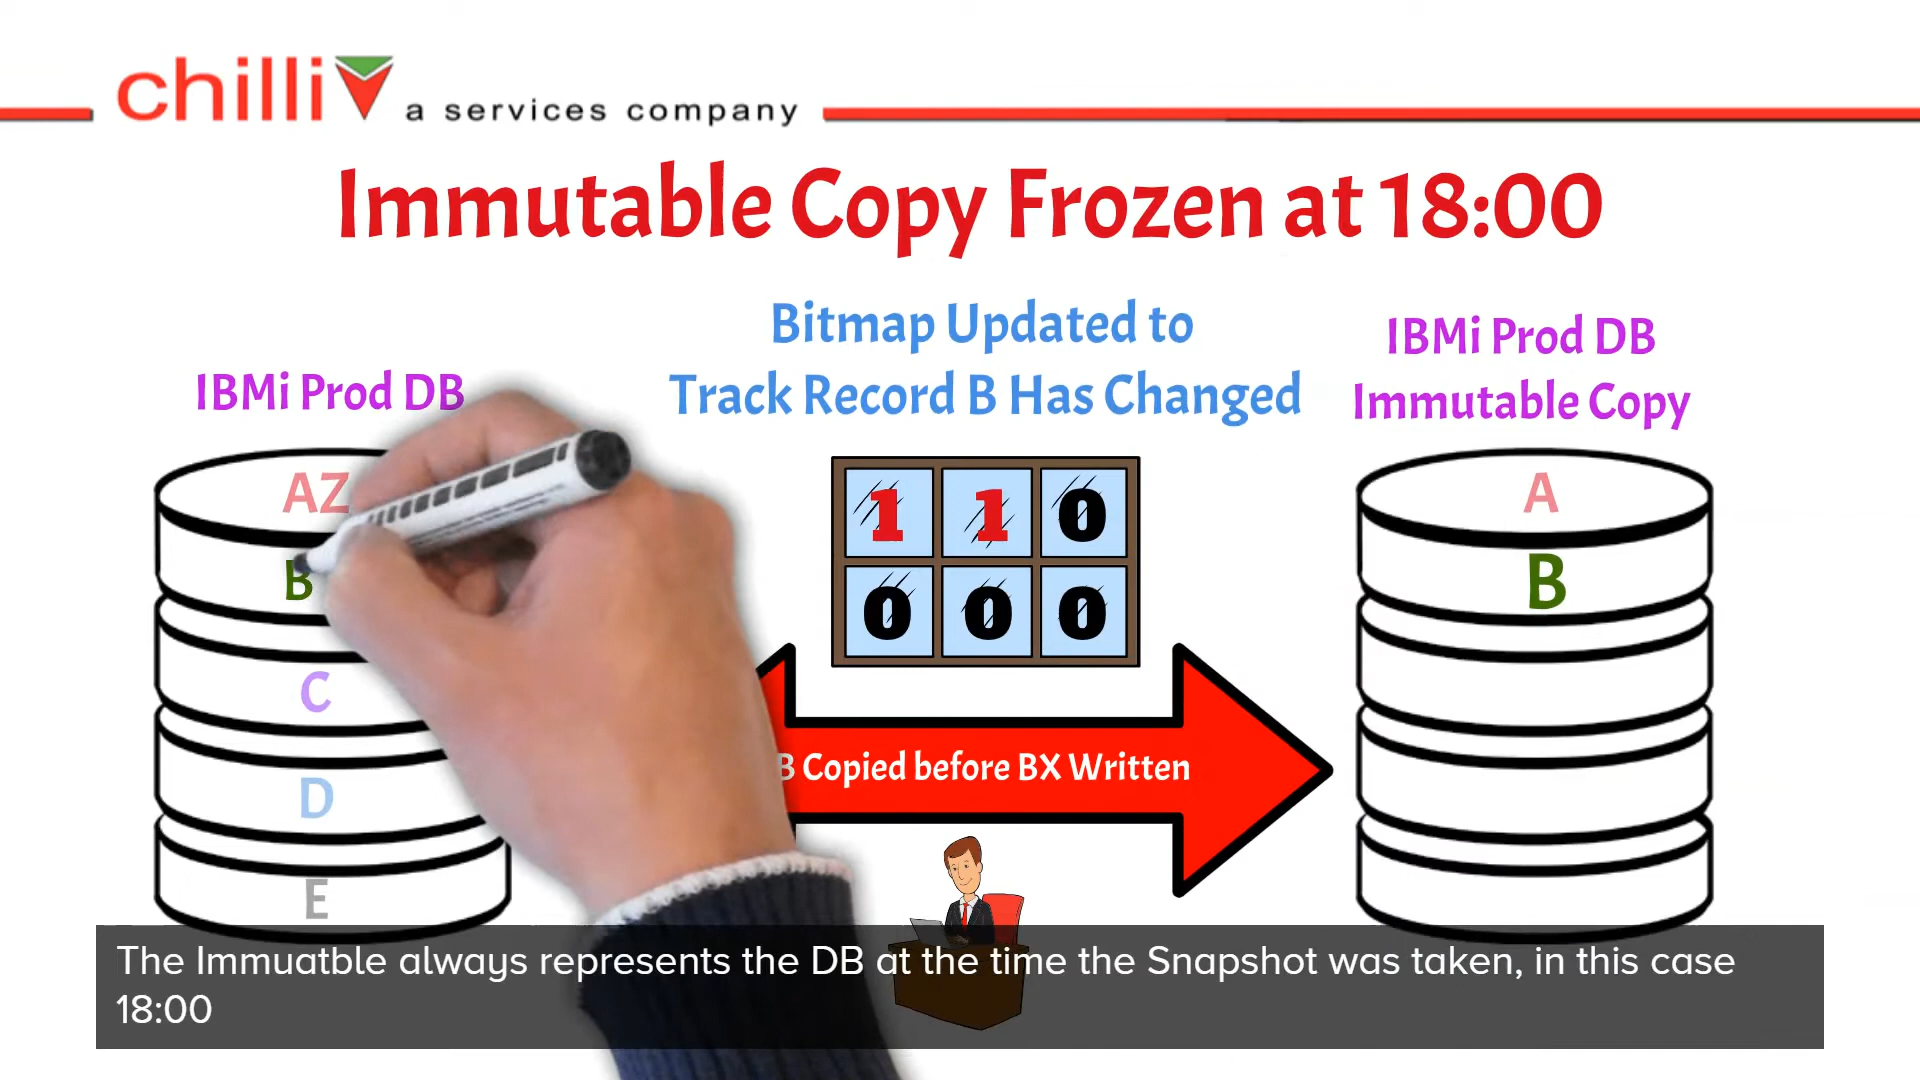 chilli
a services company
Immutable Copy Frozen at 18:00
Bitmap Updated to
Track Record B Has Changed
IBMi Prod DB
IBMi Prod DB
Immutable Copy
AZ
B
C
D
E
1 1 0
0 0 0
B Copied before BX Written
A
B
The Immuatble always represents the DB at the time the Snapshot was taken, in this case
18:00